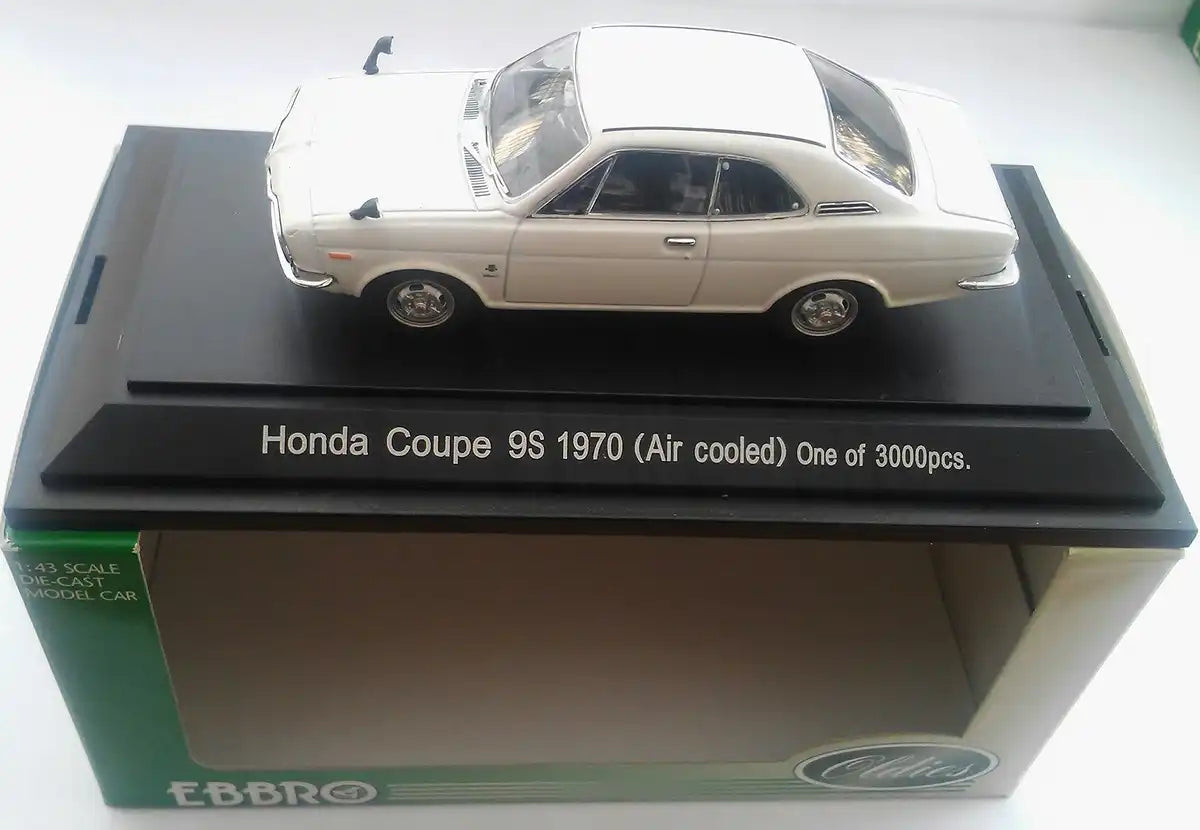 Honda Coupe 9S 1970 (Air cooled) One of 3000pcs.
1:43 SCALE
DIE-CAST
MODEL CAR
Oldies
EBBRO